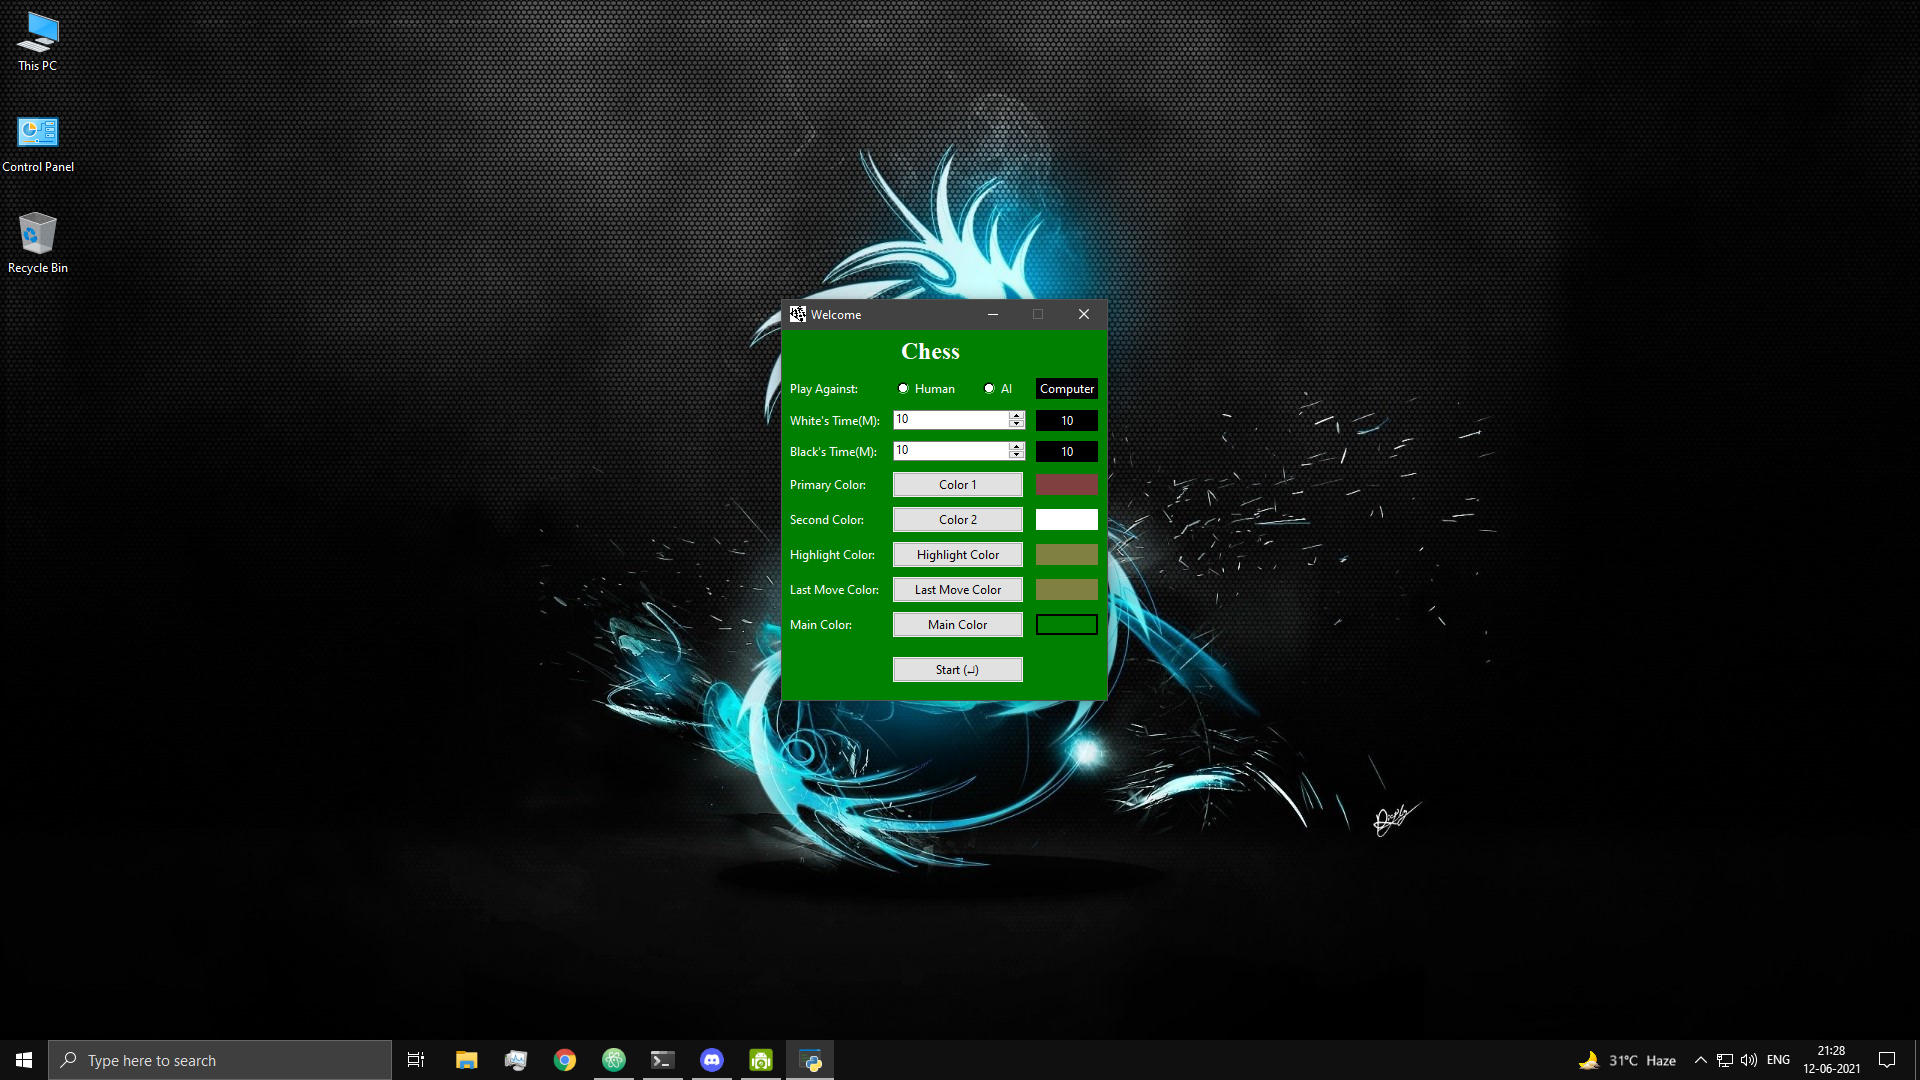 This PC
Control Panel
Recycle Bin
Welcome
Chess
Play Against: Human AI Computer
White's Time(M): 10 10
Black's Time(M): 10 10
Primary Color: Color 1
Second Color: Color 2
Highlight Color: Highlight Color
Last Move Color: Last Move Color
Main Color: Main Color
Start (↵)
Type here to search
31°C Haze
ENG
21:28
12-06-2021